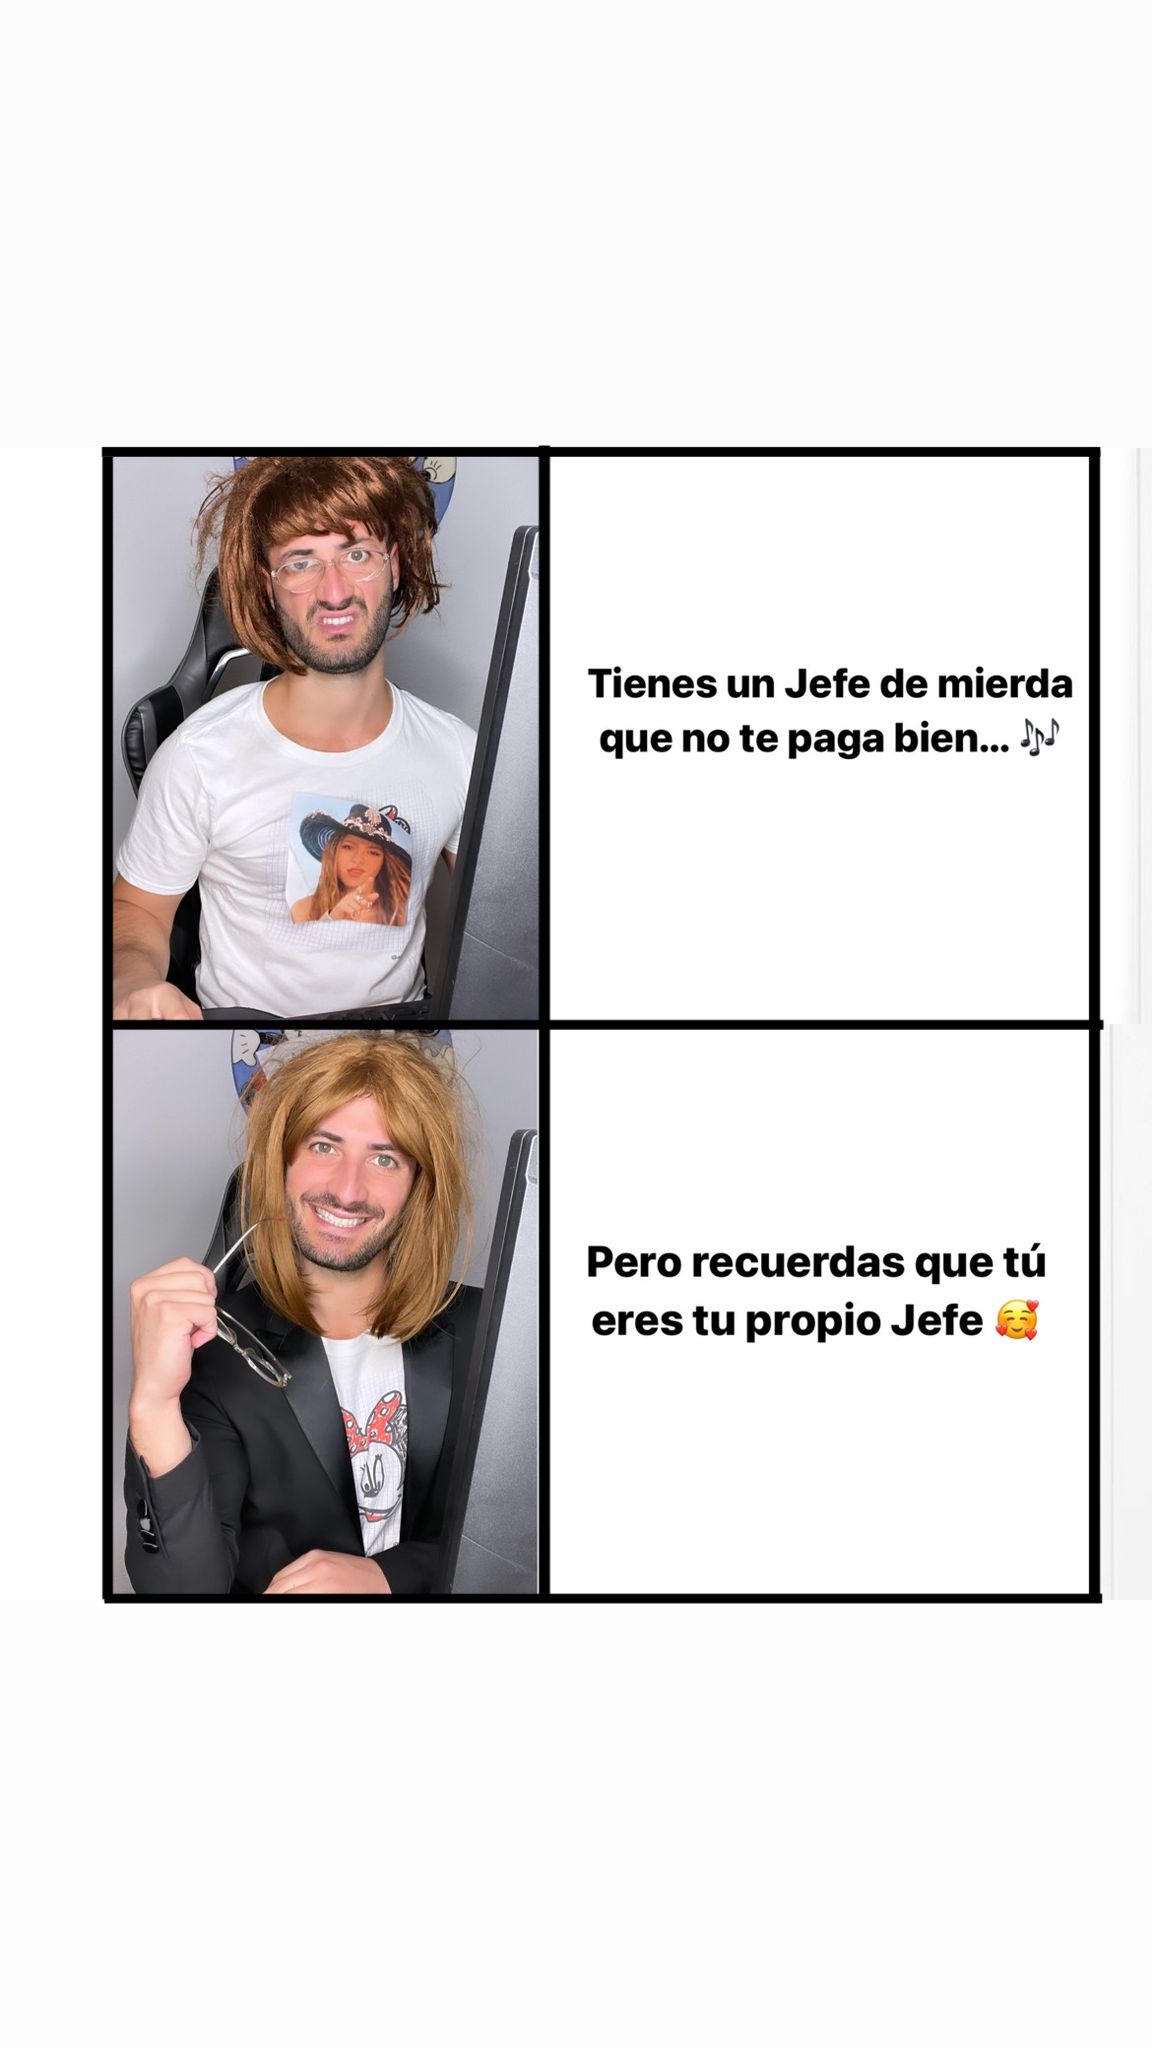 Tienes un Jefe de mierda
que no te paga bien... 🎶
Pero recuerdas que tú
eres tu propio Jefe 🥰